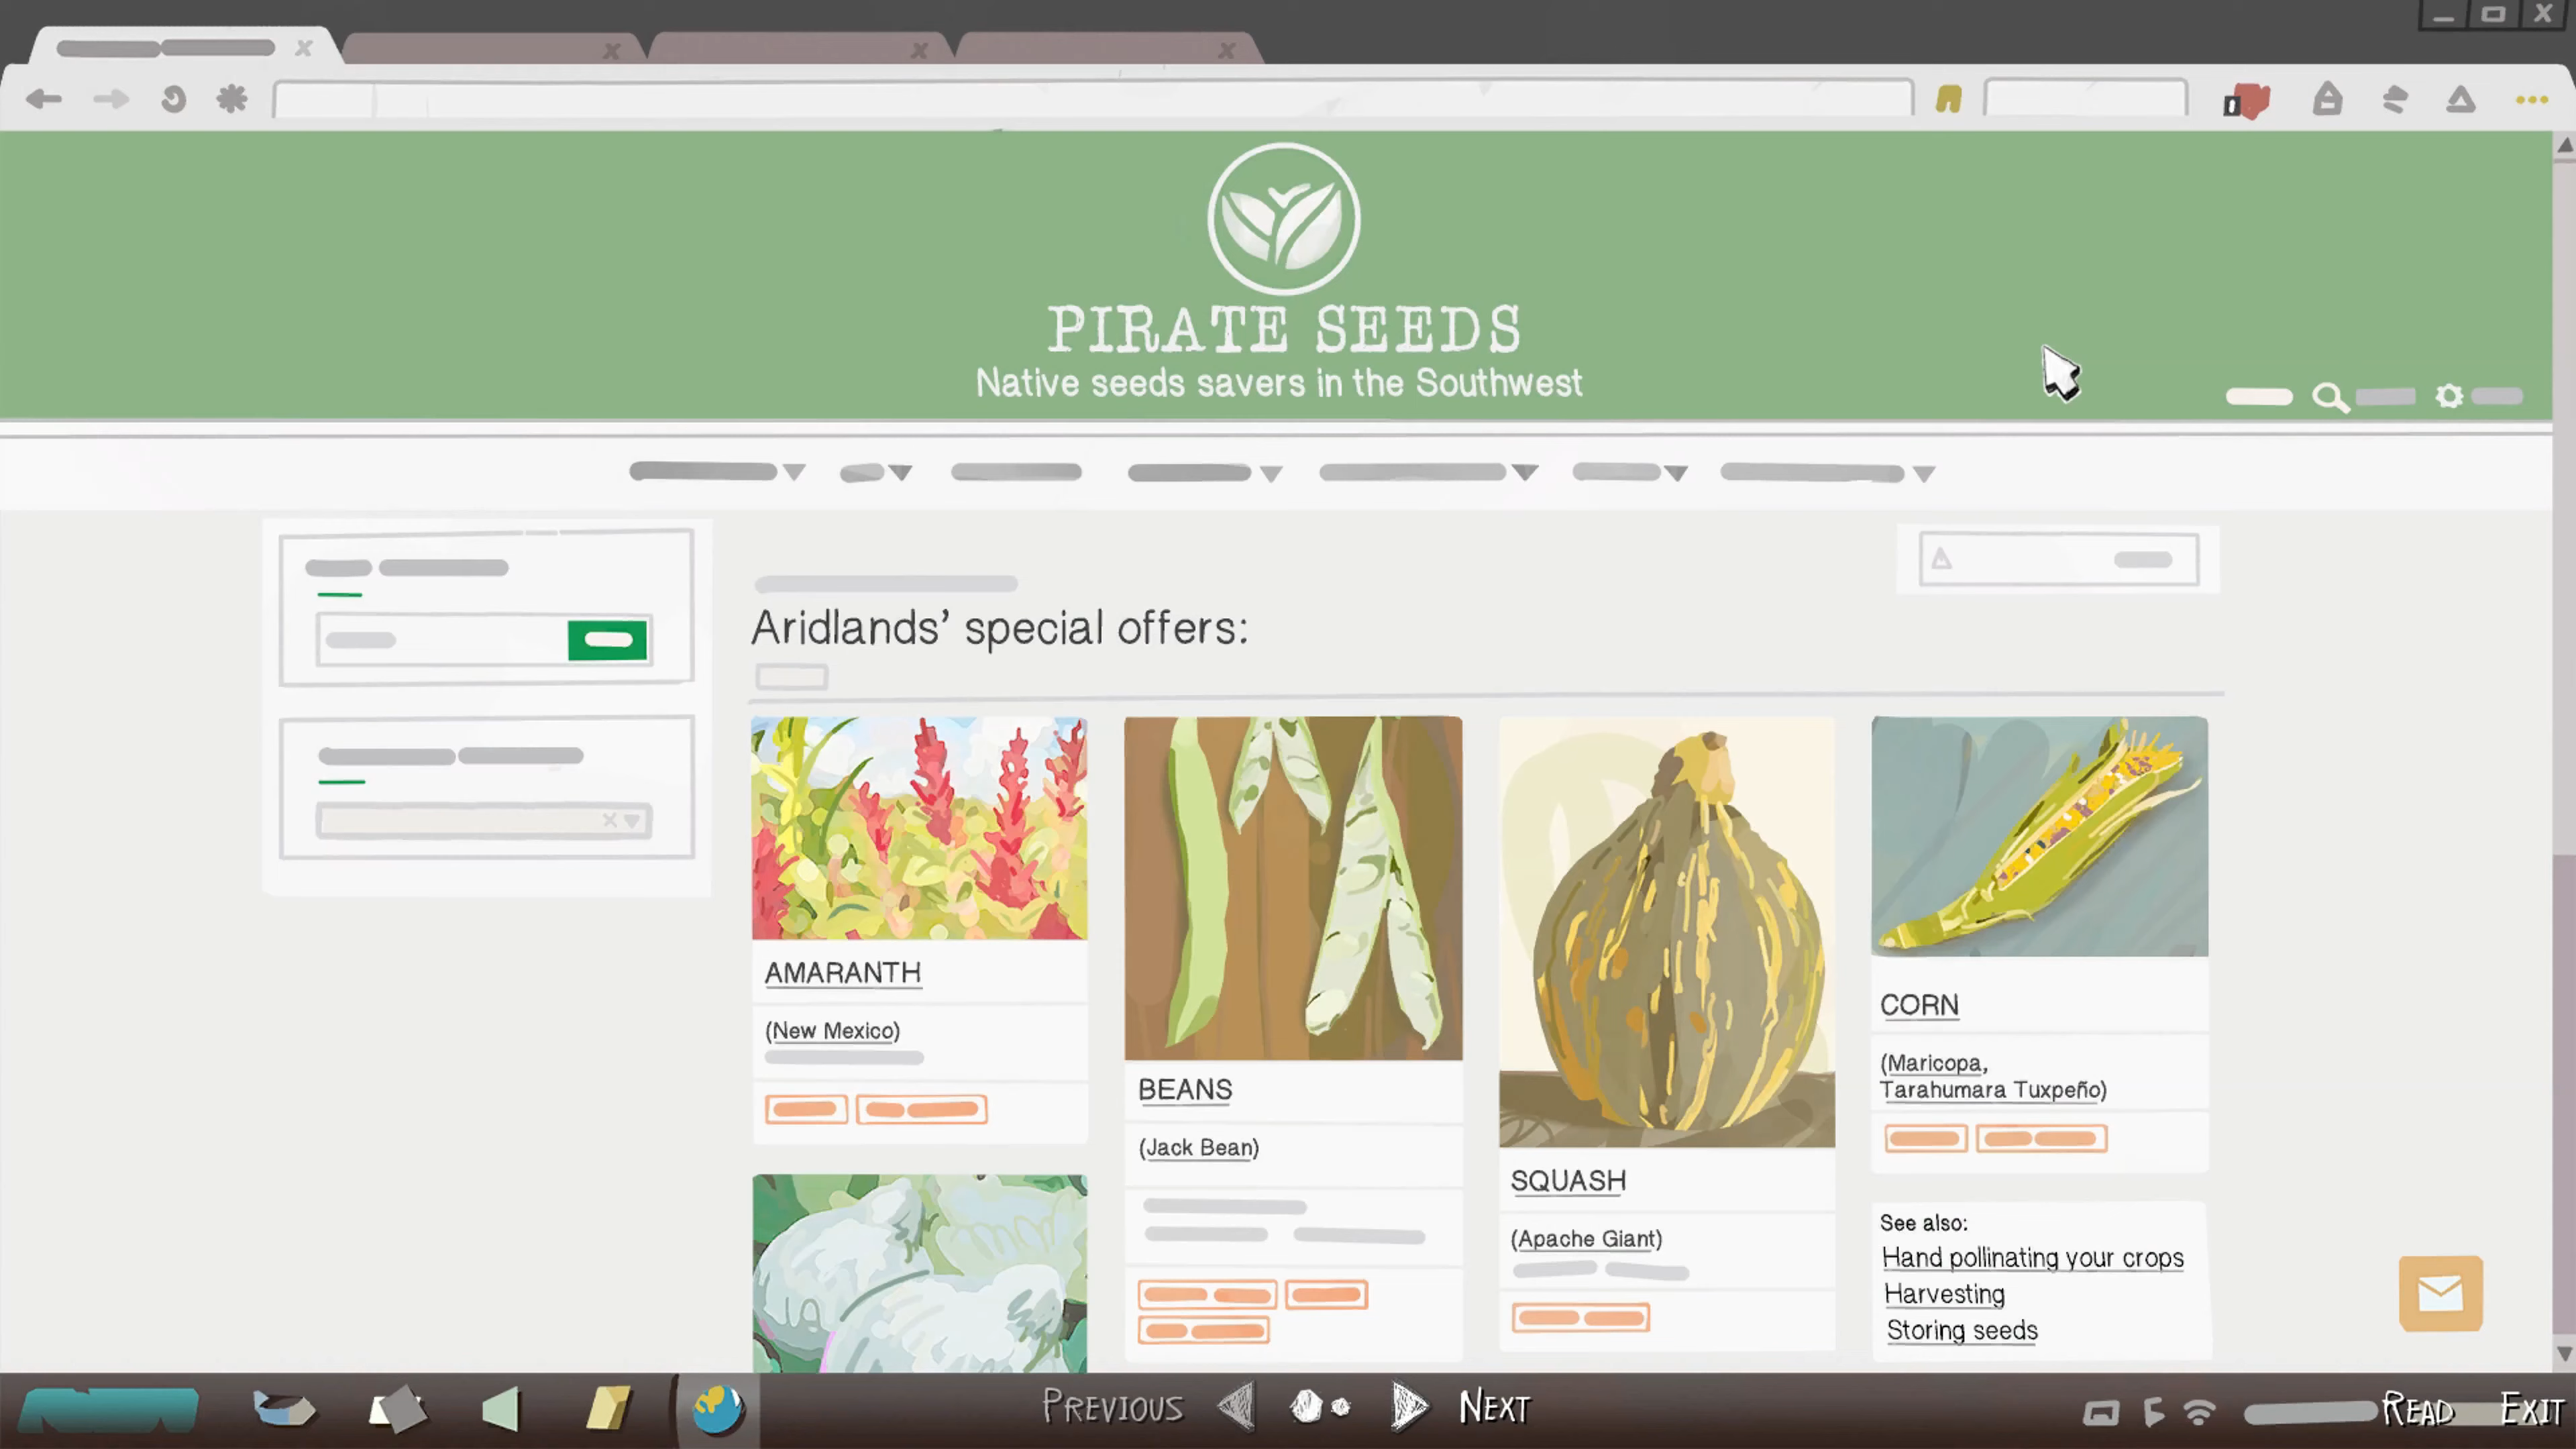 PIRATE SEEDS
Native seeds savers in the Southwest
Aridlands' special offers:
AMARANTH
(New Mexico)
BEANS
(Jack Bean)
SQUASH
(Apache Giant)
CORN
(Maricopa,
Tarahumara Tuxpeño)
See also:
Hand pollinating your crops
Harvesting
Storing seeds
PREVIOUS
NEXT
READ
EXIT